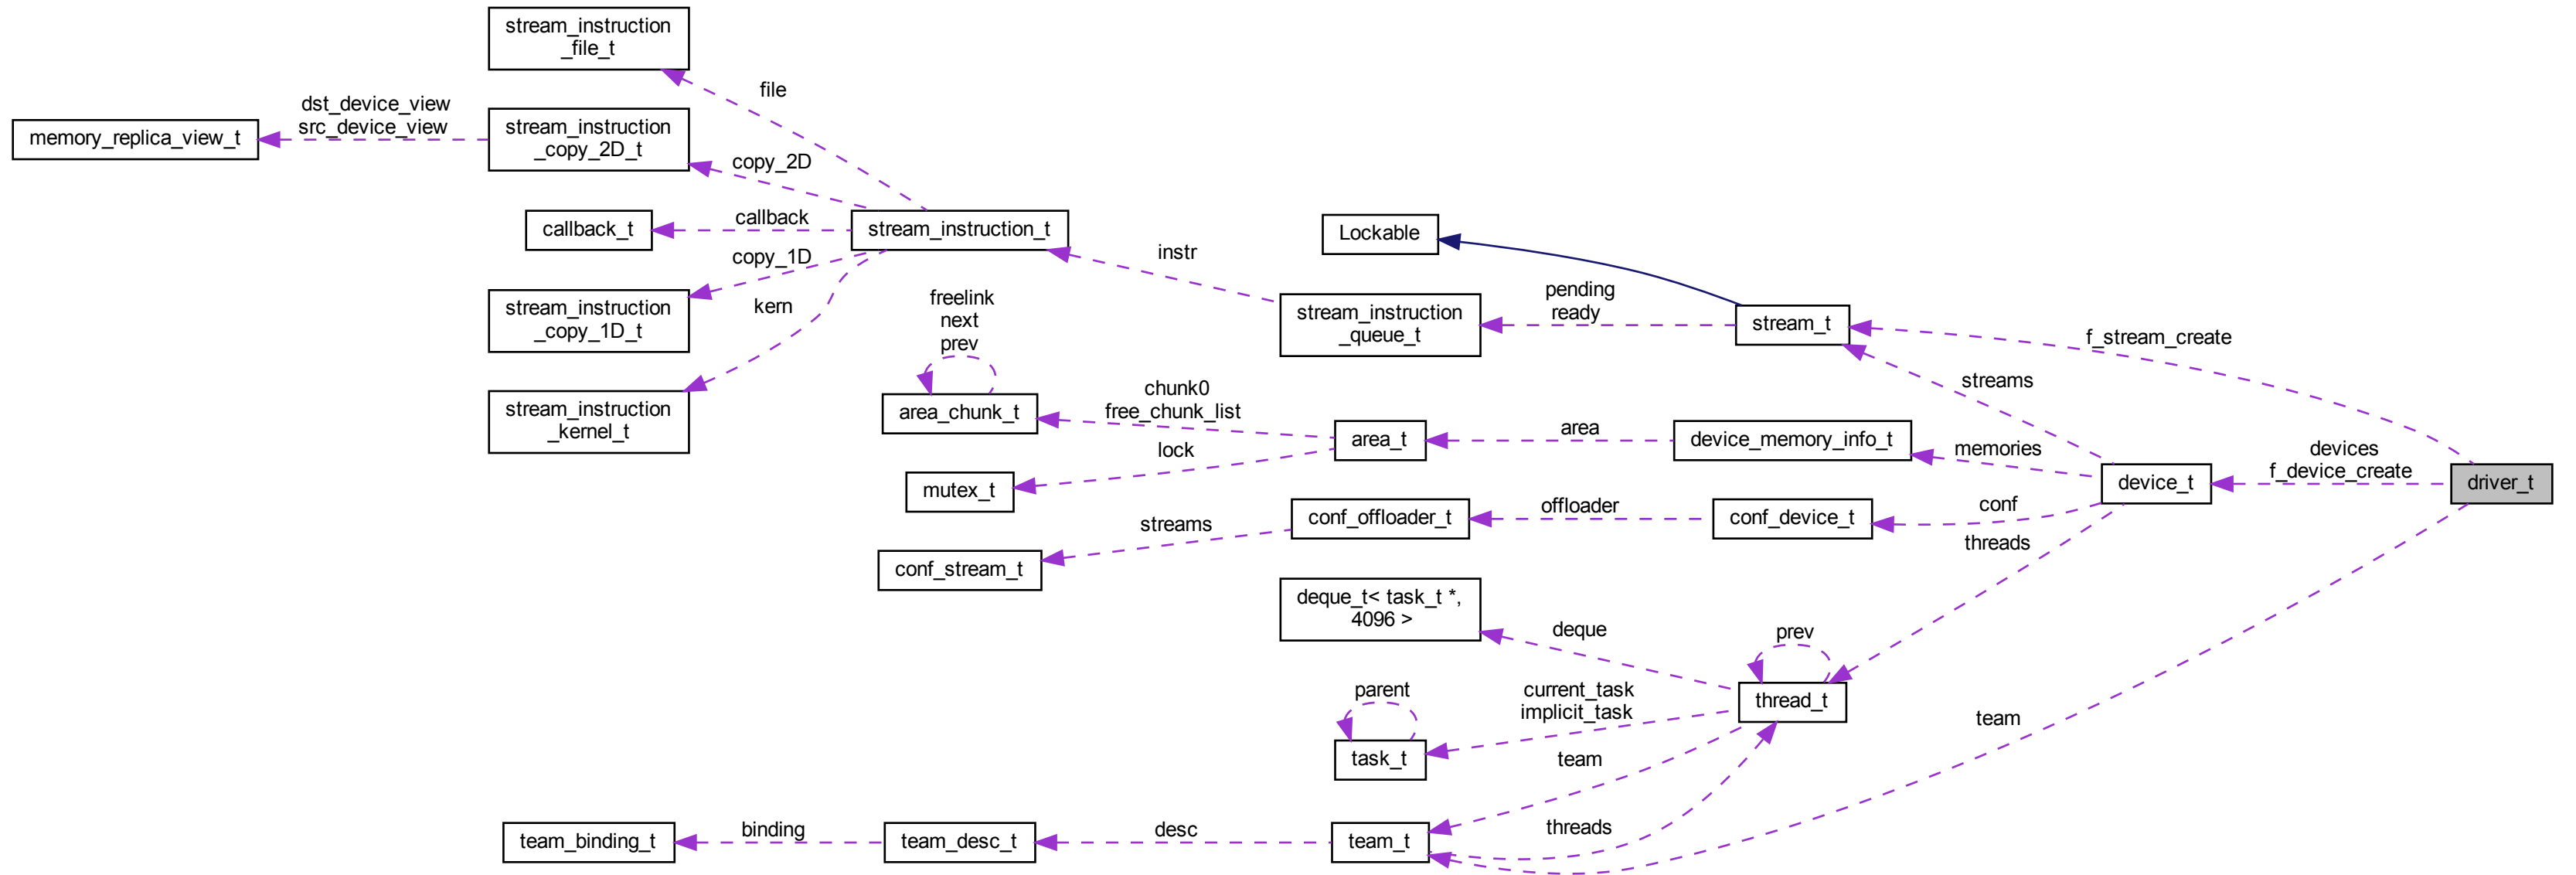 stream_instruction
_file_t
file
dst_device_view
src_device_view
memory_replica_view_t
stream_instruction
_copy_2D_t
copy_2D
callback_t
callback
stream_instruction_t
copy_1D
stream_instruction
_copy_1D_t
kern
stream_instruction
_kernel_t
instr
Lockable
stream_instruction
_queue_t
pending
ready
stream_t
f_stream_create
streams
freelink
next
prev
area_chunk_t
chunk0
free_chunk_list
lock
mutex_t
area_t
area
device_memory_info_t
memories
device_t
devices
f_device_create
driver_t
conf_stream_t
streams
conf_offloader_t
offloader
conf_device_t
conf
threads
deque_t< task_t *,
4096 >
deque
prev
thread_t
parent
task_t
current_task
implicit_task
team
threads
team
team_binding_t
binding
team_desc_t
desc
team_t